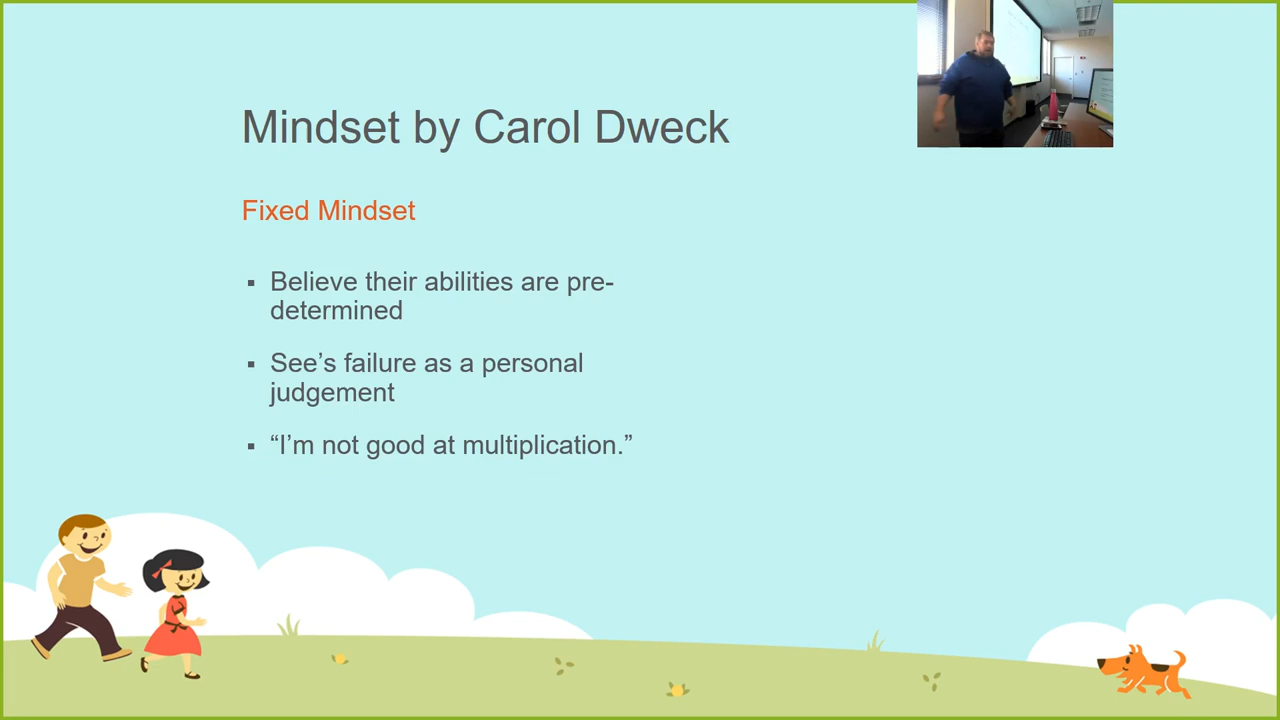 Mindset by Carol Dweck
Fixed Mindset
▪ Believe their abilities are pre-
determined
▪ See’s failure as a personal
judgement
▪ “I’m not good at multiplication.”